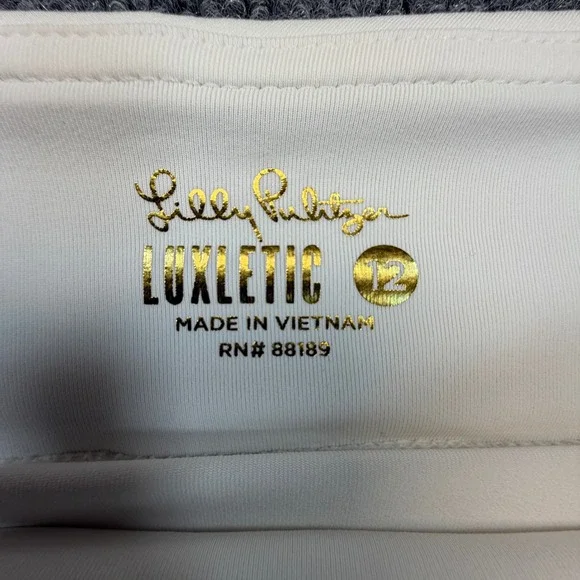 Lilly Pulitzer
LUXLETIC 12
MADE IN VIETNAM
RN# 88189